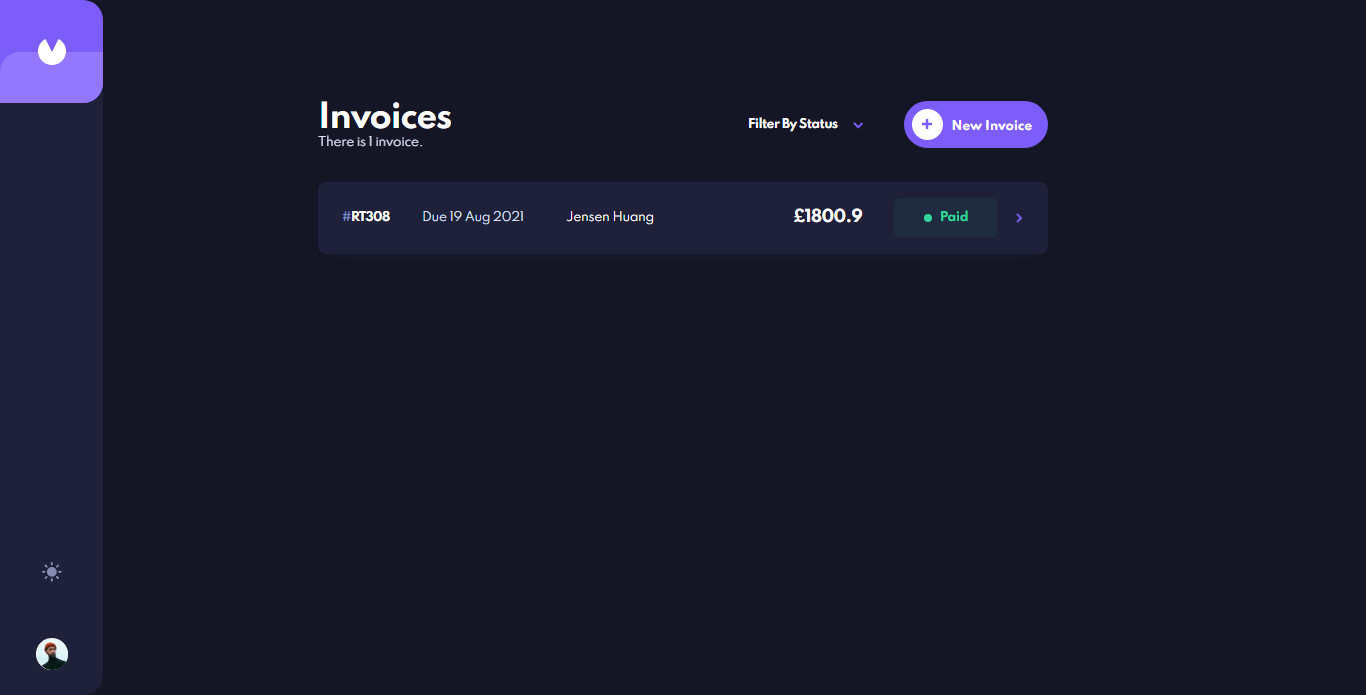 Invoices
There is 1 invoice.
Filter By Status
+ New Invoice
#RT308 Due 19 Aug 2021 Jensen Huang £1800.9 Paid